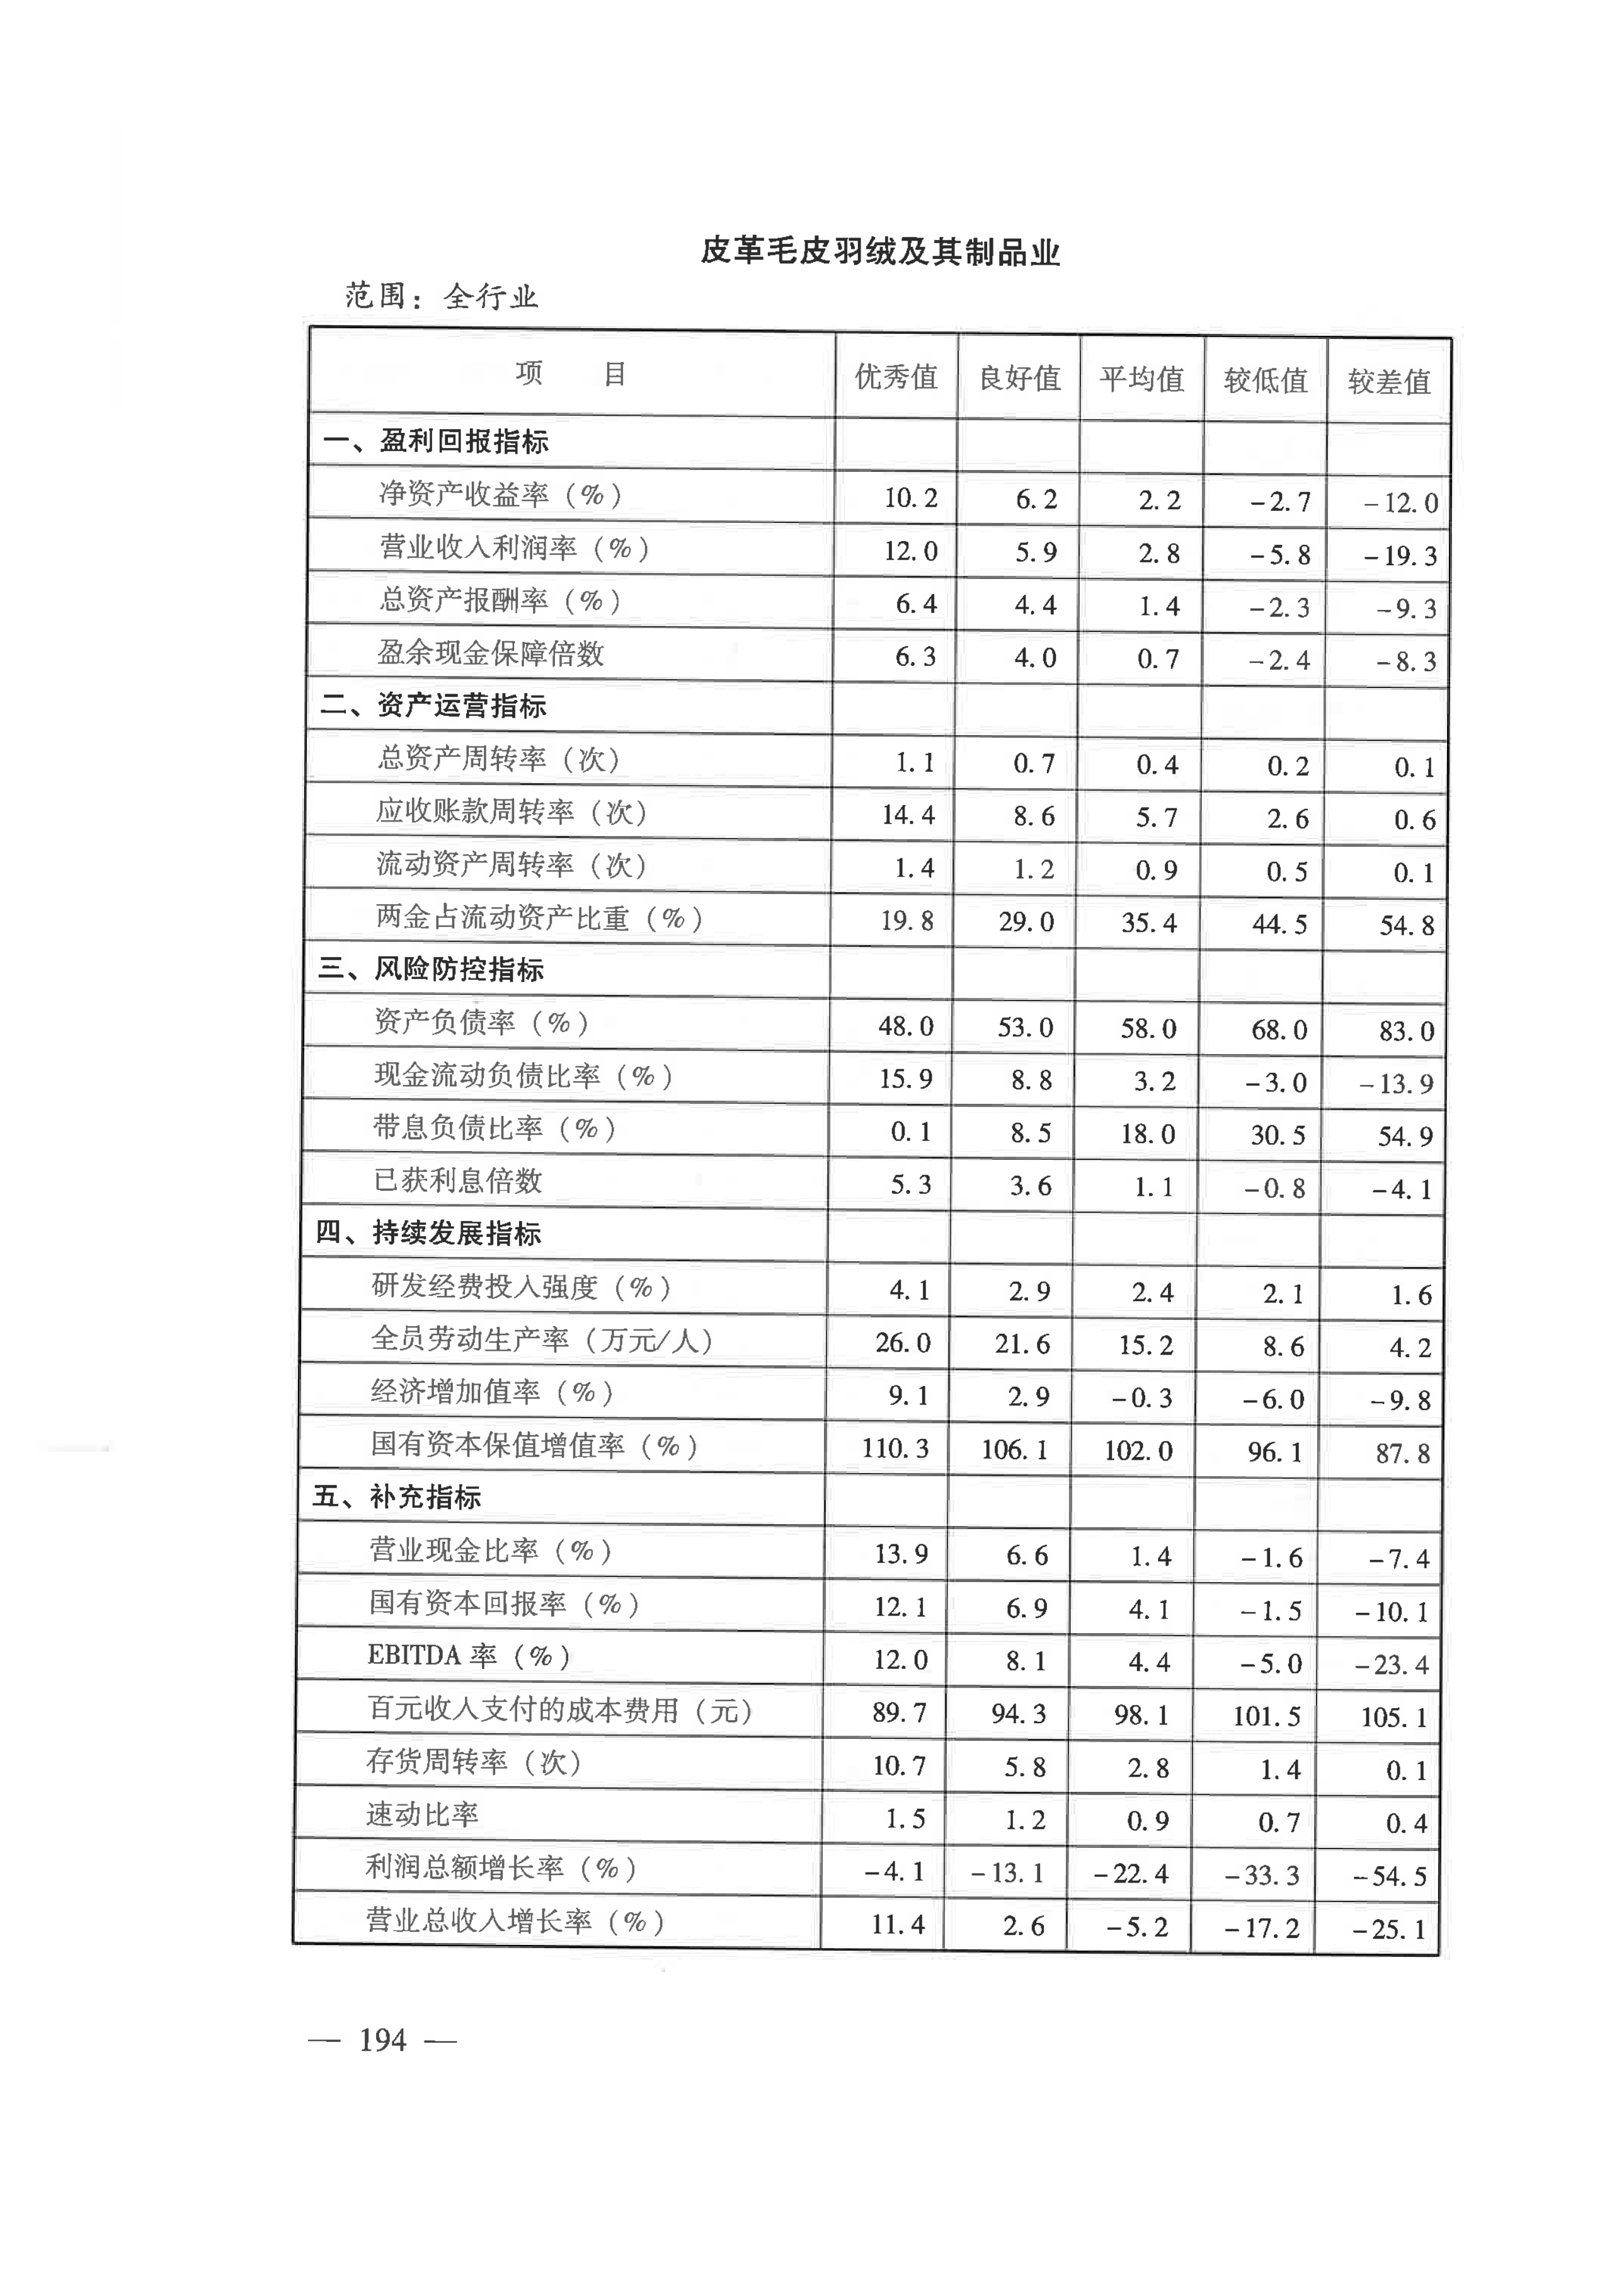 皮革毛皮羽绒及其制品业
范围：全行业
项 目 优秀值 良好值 平均值 较低值 较差值
一、盈利回报指标
净资产收益率（%） 10.2 6.2 2.2 -2.7 -12.0
营业收入利润率（%） 12.0 5.9 2.8 -5.8 -19.3
总资产报酬率（%） 6.4 4.4 1.4 -2.3 -9.3
盈余现金保障倍数 6.3 4.0 0.7 -2.4 -8.3
二、资产运营指标
总资产周转率（次） 1.1 0.7 0.4 0.2 0.1
应收账款周转率（次） 14.4 8.6 5.7 2.6 0.6
流动资产周转率（次） 1.4 1.2 0.9 0.5 0.1
两金占流动资产比重（%） 19.8 29.0 35.4 44.5 54.8
三、风险防控指标
资产负债率（%） 48.0 53.0 58.0 68.0 83.0
现金流动负债比率（%） 15.9 8.8 3.2 -3.0 -13.9
带息负债比率（%） 0.1 8.5 18.0 30.5 54.9
已获利息倍数 5.3 3.6 1.1 -0.8 -4.1
四、持续发展指标
研发经费投入强度（%） 4.1 2.9 2.4 2.1 1.6
全员劳动生产率（万元/人） 26.0 21.6 15.2 8.6 4.2
经济增加值率（%） 9.1 2.9 -0.3 -6.0 -9.8
国有资本保值增值率（%） 110.3 106.1 102.0 96.1 87.8
五、补充指标
营业现金比率（%） 13.9 6.6 1.4 -1.6 -7.4
国有资本回报率（%） 12.1 6.9 4.1 -1.5 -10.1
EBITDA 率（%） 12.0 8.1 4.4 -5.0 -23.4
百元收入支付的成本费用（元） 89.7 94.3 98.1 101.5 105.1
存货周转率（次） 10.7 5.8 2.8 1.4 0.1
速动比率 1.5 1.2 0.9 0.7 0.4
利润总额增长率（%） -4.1 -13.1 -22.4 -33.3 -54.5
营业总收入增长率（%） 11.4 2.6 -5.2 -17.2 -25.1
— 194 —